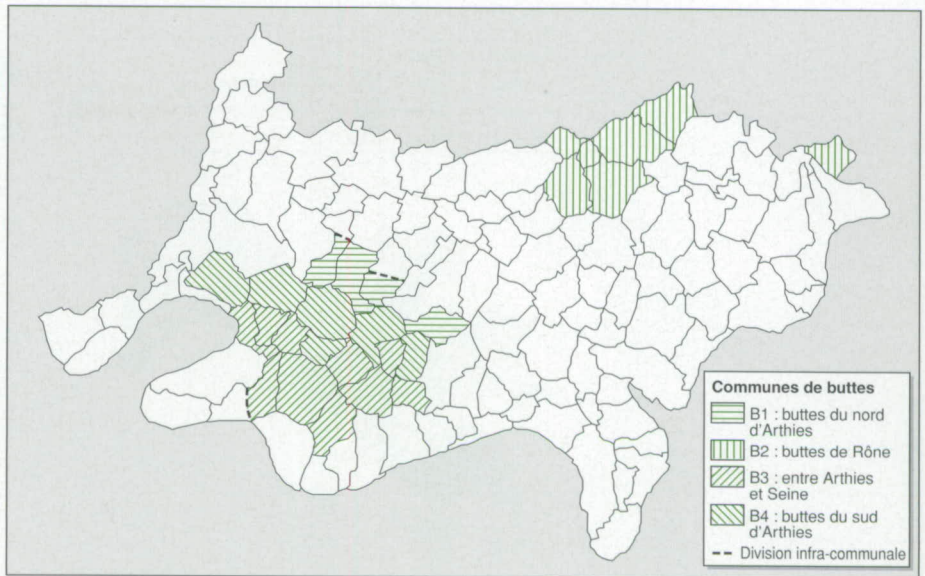 Communes de buttes
B1 : buttes du nord
d'Arthies
B2 : buttes de Rône
B3 : entre Arthies
et Seine
B4 : buttes du sud
d'Arthies
Division infra-communale